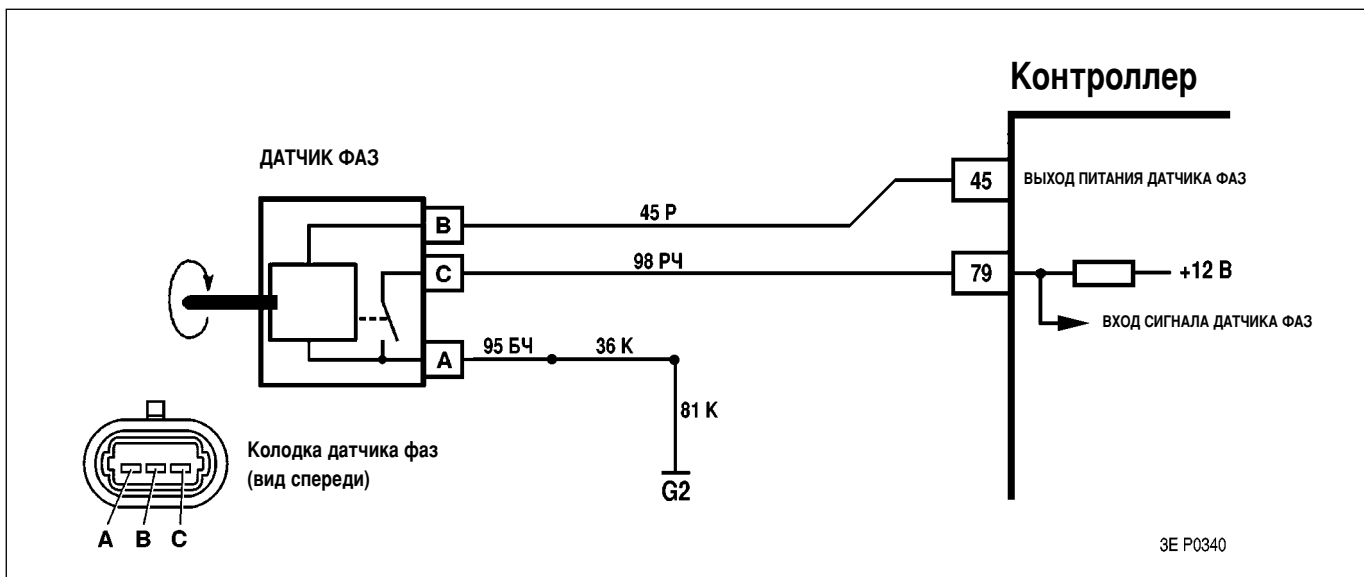 Контроллер
ДАТЧИК ФАЗ
45
ВЫХОД ПИТАНИЯ ДАТЧИКА ФАЗ
B
45 Р
C
98 РЧ
79
+12 В
ВХОД СИГНАЛА ДАТЧИКА ФАЗ
A
95 БЧ
36 К
81 К
G2
Колодка датчика фаз
(вид спереди)
A B C
3E P0340